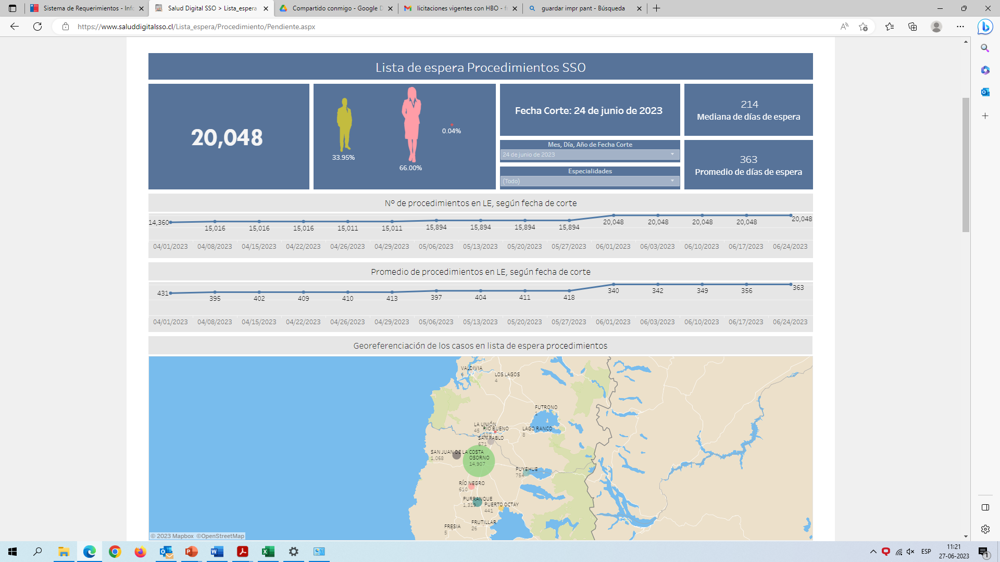 Sistema de Requerimientos - Info
Salud Digital SSO > Lista_espera
Compartido conmigo - Google D
licitaciones vigentes con HBO - fr
guardar impr pant - Búsqueda
https://www.saluddigitalsso.cl/Lista_espera/Procedimiento/Pendiente.aspx
Lista de espera Procedimientos SSO
20,048
33.95%
66.00%
0.04%
Fecha Corte: 24 de junio de 2023
Mes, Día, Año de Fecha Corte
24 de junio de 2023
Especialidades
(Todo)
214
Mediana de días de espera
363
Promedio de días de espera
Nº de procedimientos en LE, según fecha de corte
14,360 15,016 15,016 15,016 15,011 15,011 15,894 15,894 15,894 15,894 20,048 20,048 20,048 20,048 20,048
04/01/2023 04/08/2023 04/15/2023 04/22/2023 04/26/2023 04/29/2023 05/06/2023 05/13/2023 05/20/2023 05/27/2023 06/01/2023 06/03/2023 06/10/2023 06/17/2023 06/24/2023
Promedio de procedimientos en LE, según fecha de corte
431 395 402 409 410 413 397 404 411 418 340 342 349 356 363
04/01/2023 04/08/2023 04/15/2023 04/22/2023 04/26/2023 04/29/2023 05/06/2023 05/13/2023 05/20/2023 05/27/2023 06/01/2023 06/03/2023 06/10/2023 06/17/2023 06/24/2023
Georeferenciación de los casos en lista de espera procedimientos
VALDIVIA
4
LOS LAGOS
4
FUTRONO
1
LA UNIÓN
45
RÍO BUENO
LAGO RANCO
8
SAN PABLO
671
SAN JUAN DE LA COSTA
1,068
OSORNO
14,907
PUYEHUE
754
RÍO NEGRO
610
PURRANQUE
1,319
PUERTO OCTAY
441
FRUTILLAR
26
FRESIA
5
© 2023 Mapbox ©OpenStreetMap
ESP
11:21
27-06-2023
1